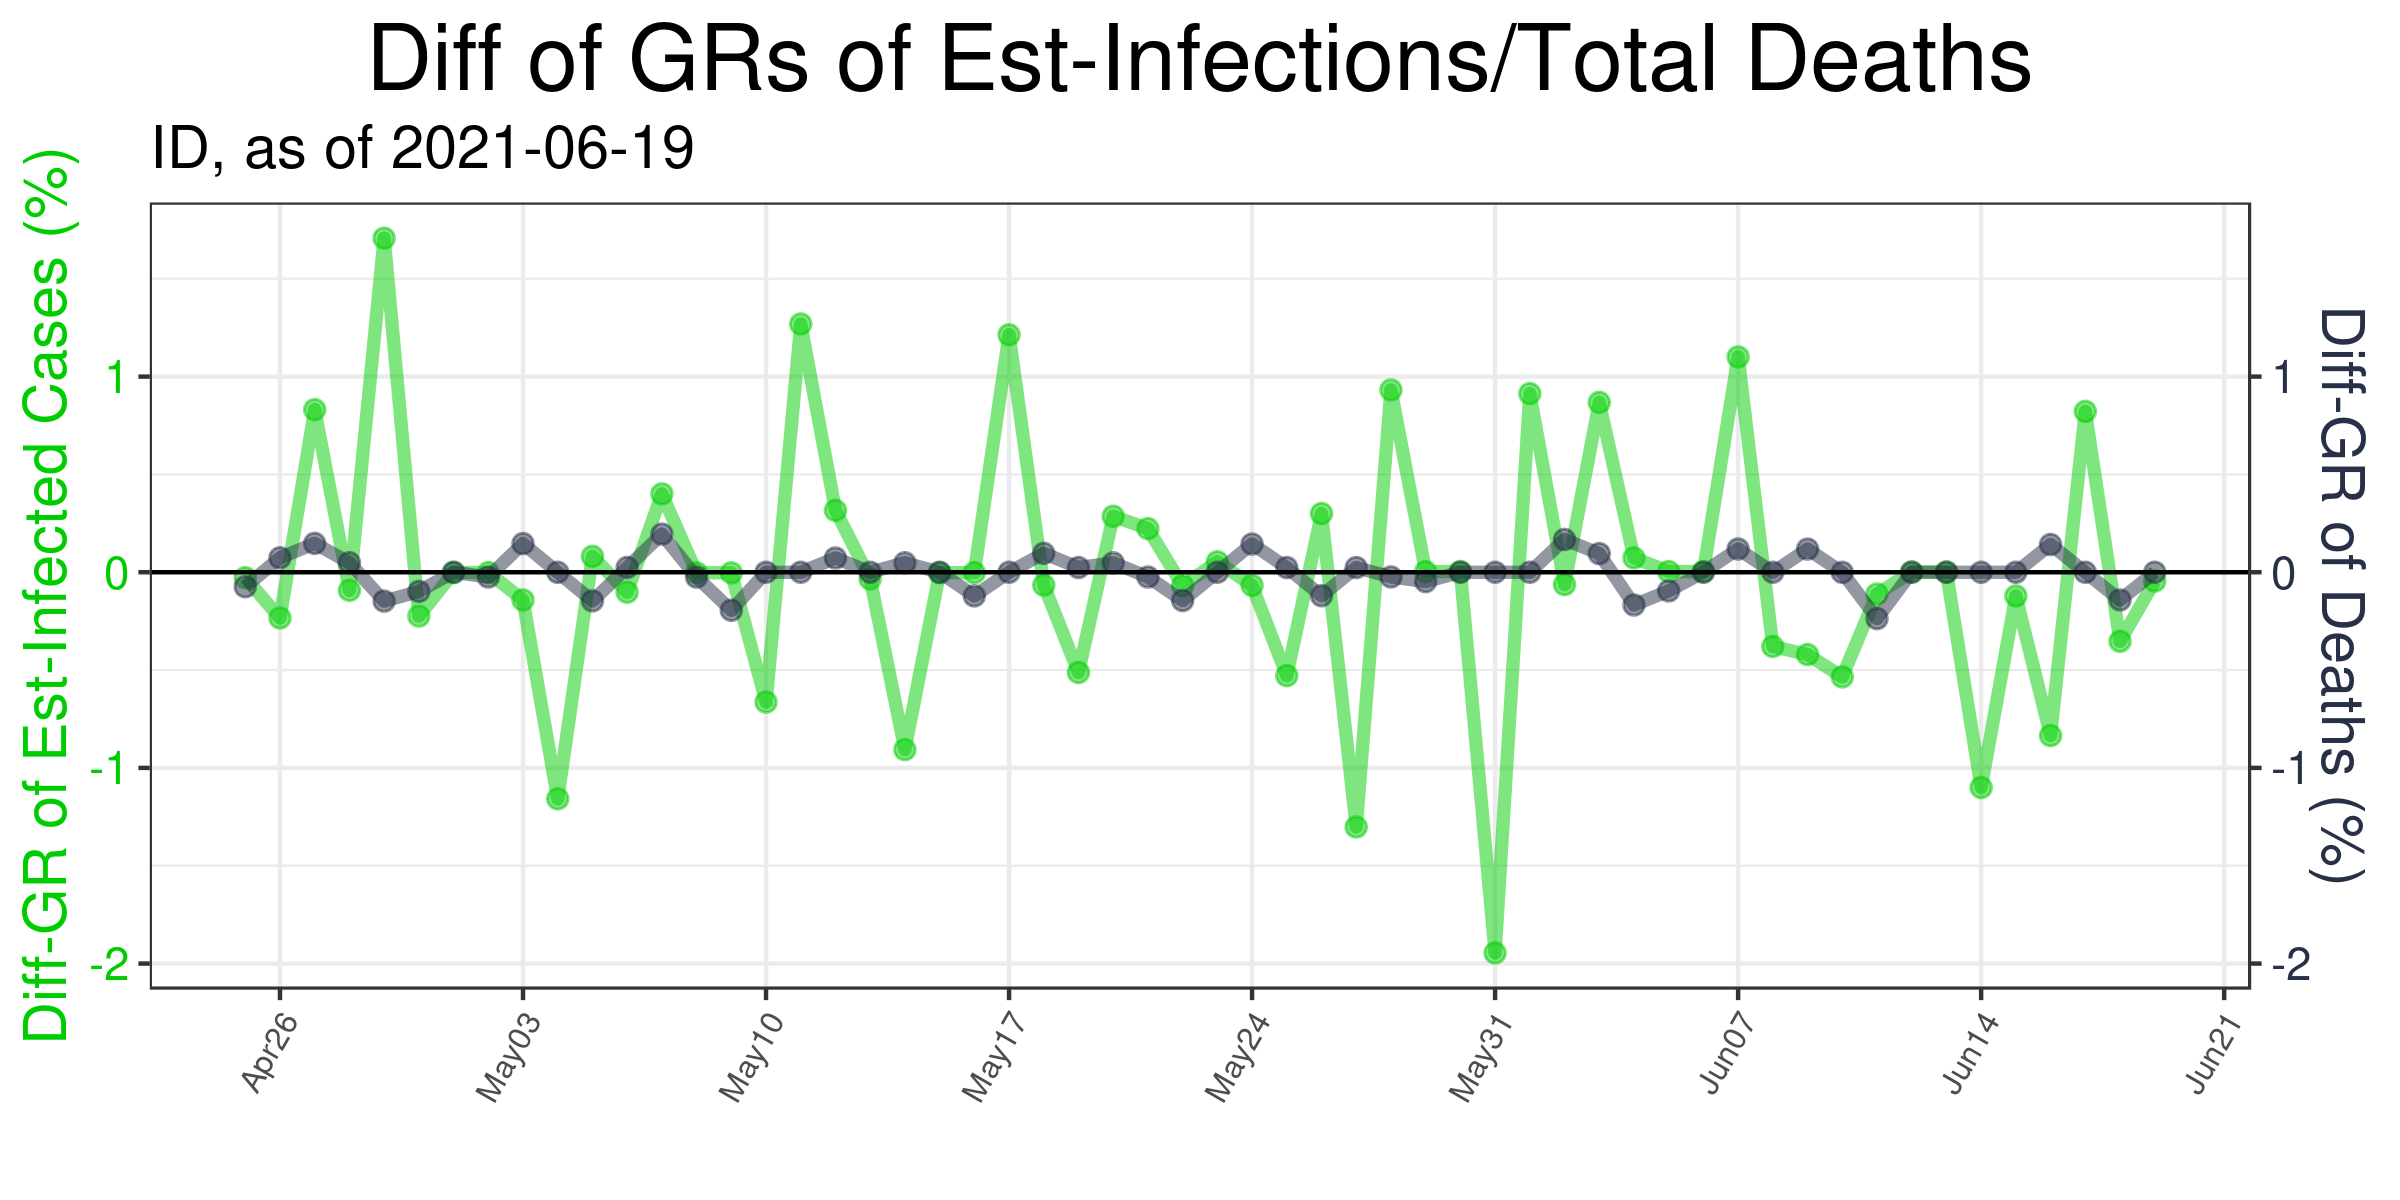 Diff of GRs of Est-Infections/Total Deaths
ID, as of 2021-06-19
Diff-GR of Est-Infected Cases (%)
1
0
-1
-2
1
0
-1
-2
Diff-GR of Deaths (%)
Apr26
May03
May10
May17
May24
May31
Jun07
Jun14
Jun21